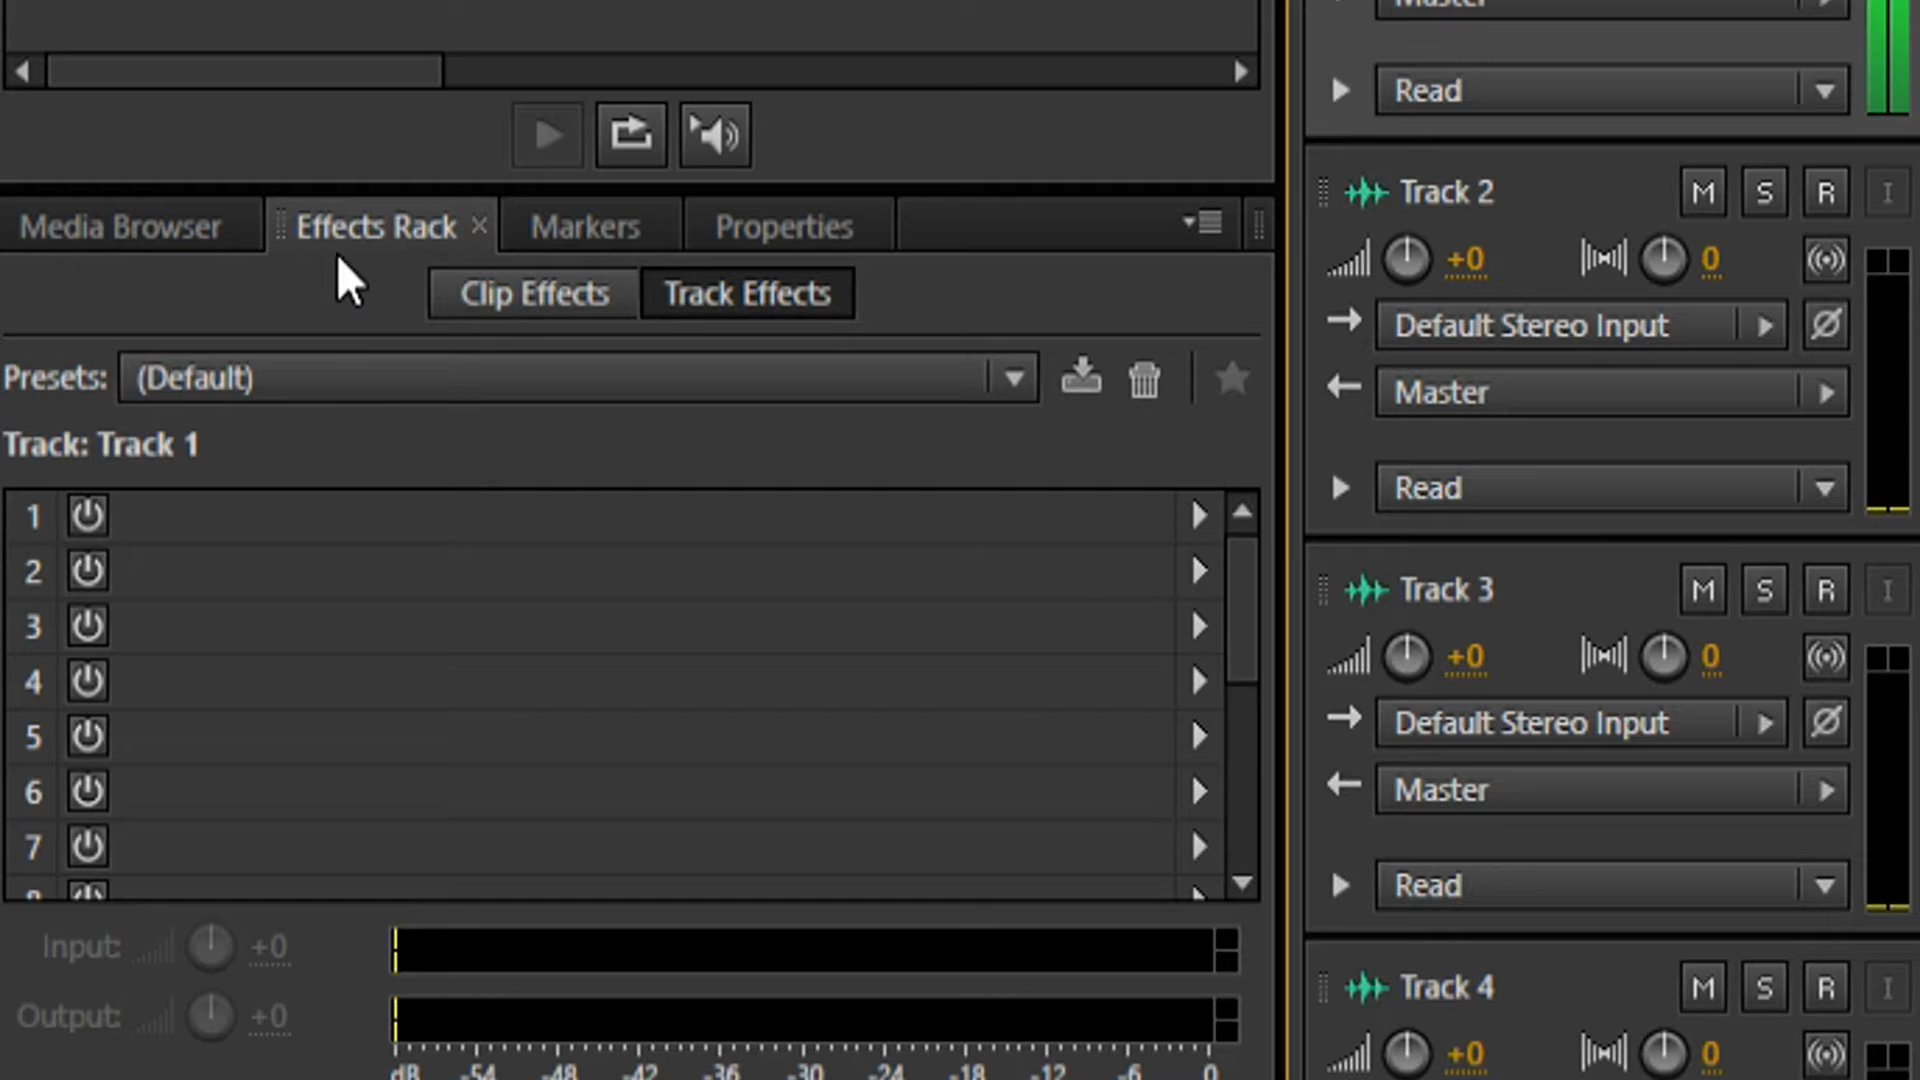 Master
Read
Media Browser
Effects Rack
Markers
Properties
Clip Effects
Track Effects
Presets:
(Default)
Track: Track 1
1
2
3
4
5
6
7
8
Input:
+0
Output:
+0
dB -54 -48 -42 -36 -30 -24 -18 -12 -6 0
Track 2
M S R I
+0
0
Default Stereo Input
Master
Read
Track 3
M S R I
+0
0
Default Stereo Input
Master
Read
Track 4
M S R I
+0
0